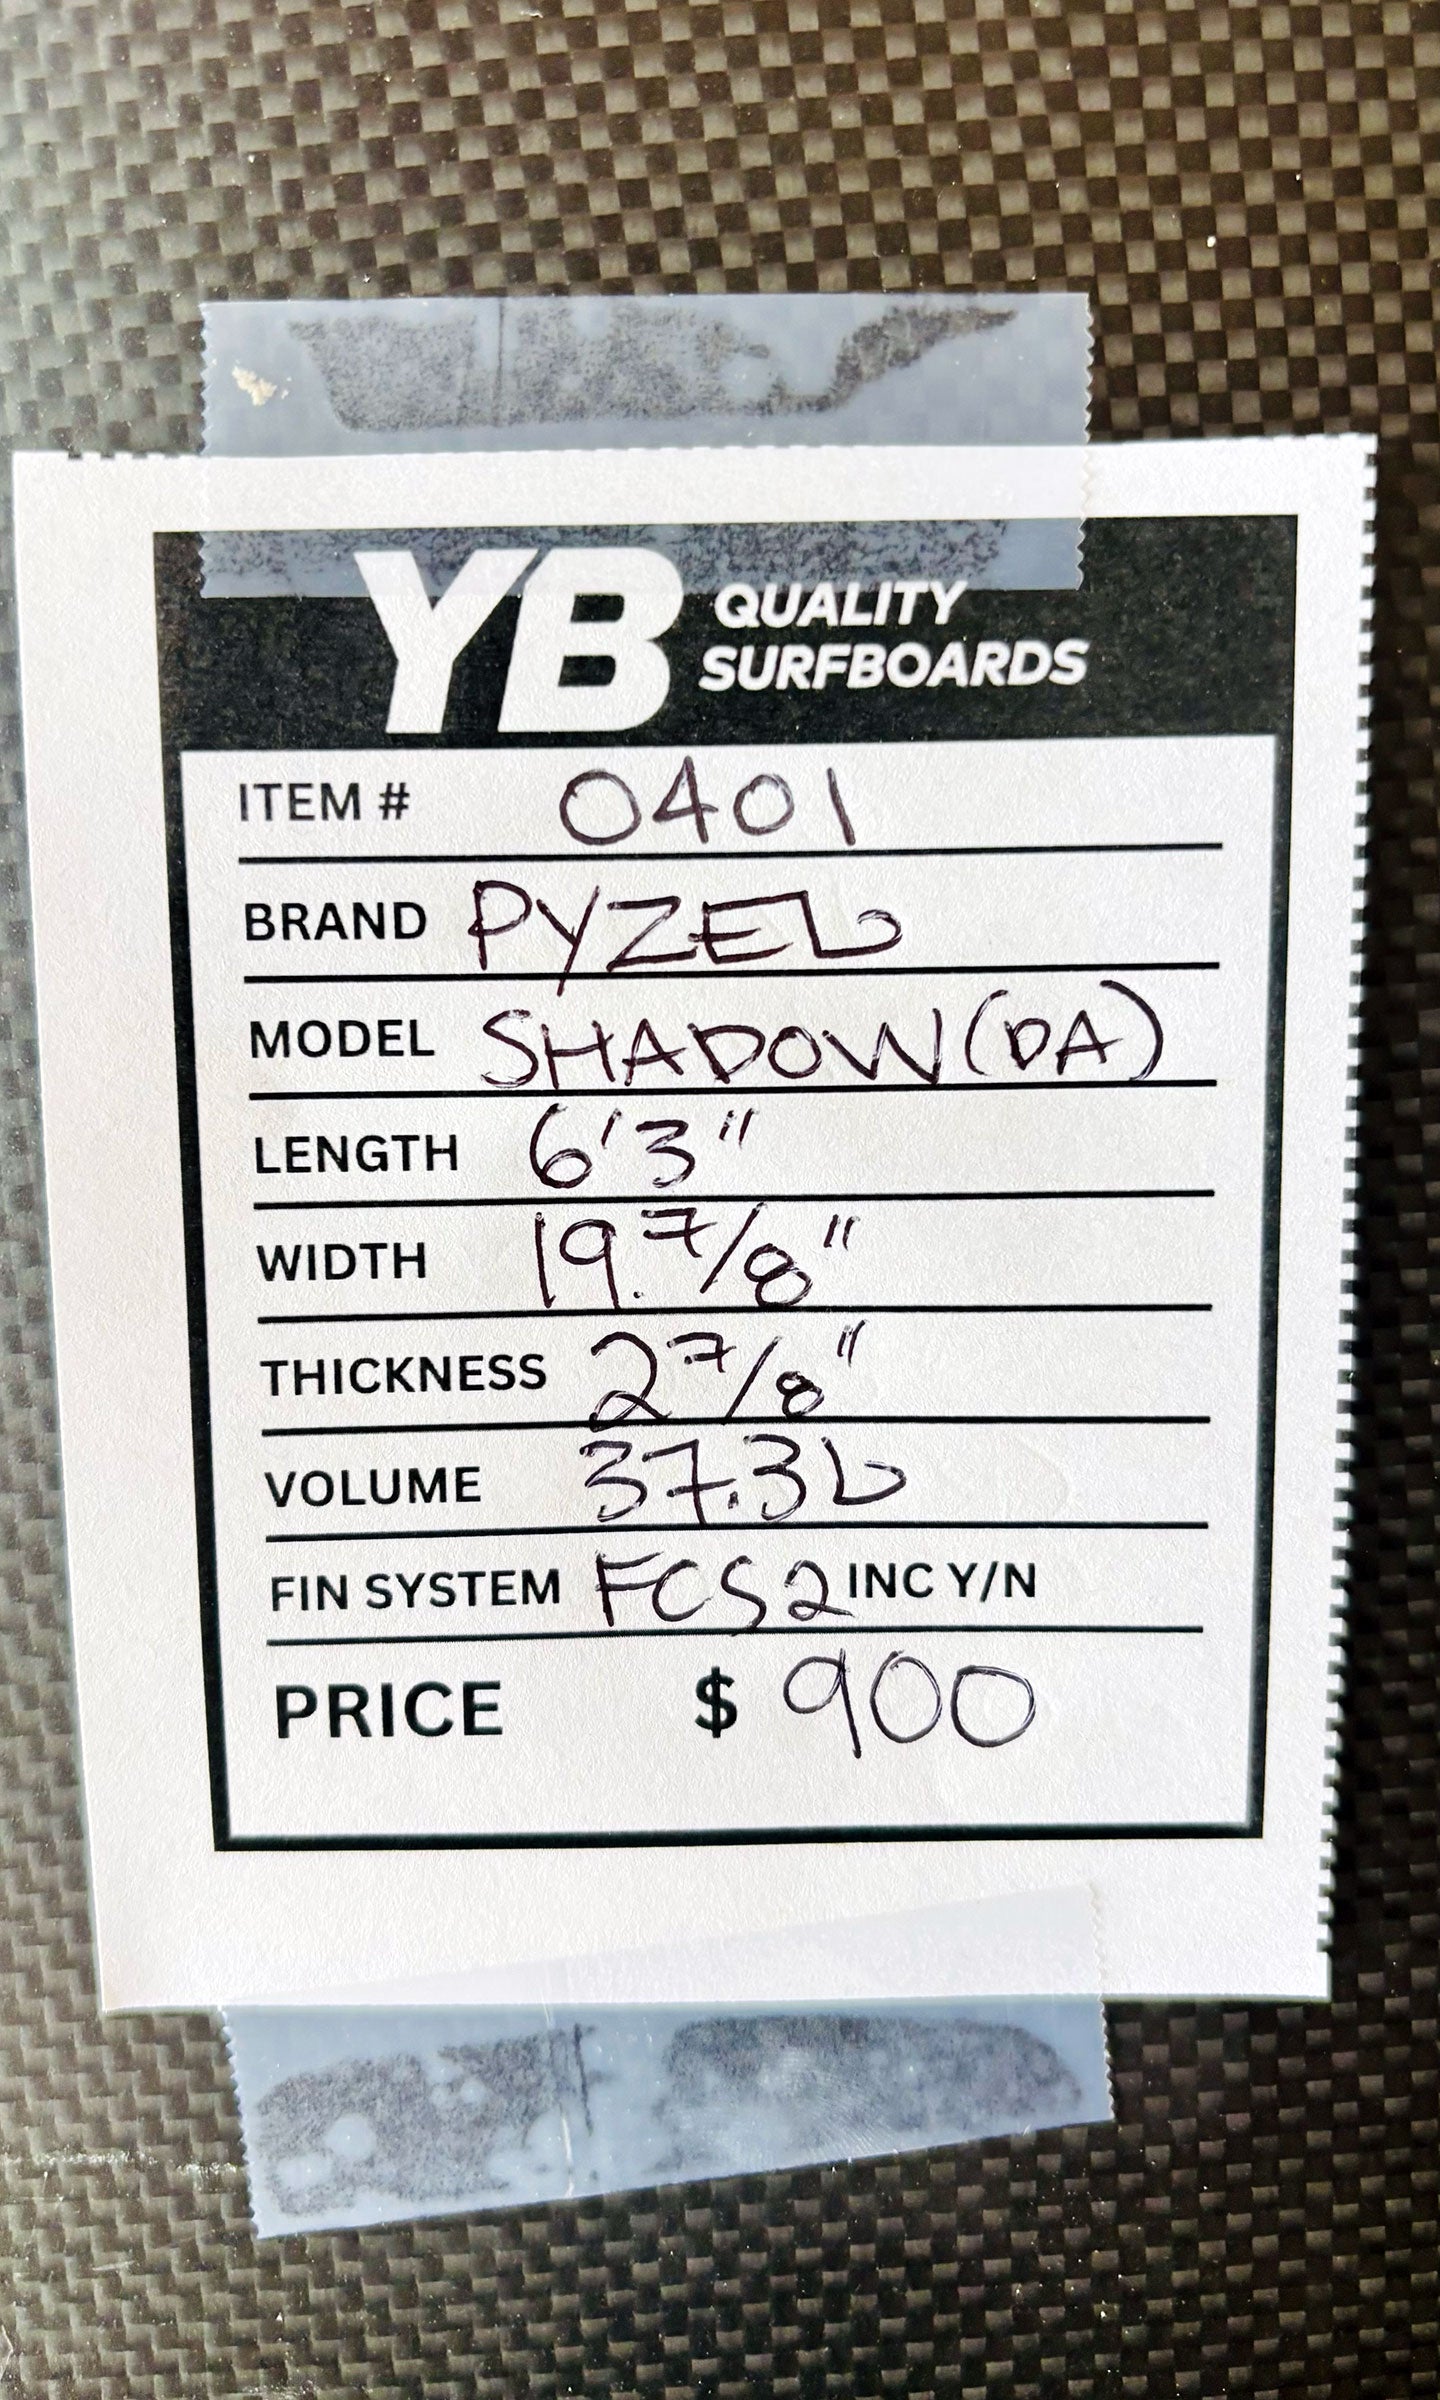 YB QUALITY
SURFBOARDS
ITEM # 0401
BRAND PYZEL
MODEL SHADOW (DA)
LENGTH 6'3"
WIDTH 19.7/8"
THICKNESS 2 7/8"
VOLUME 37.3L
FIN SYSTEM FCS2 INC Y/N
PRICE $ 900